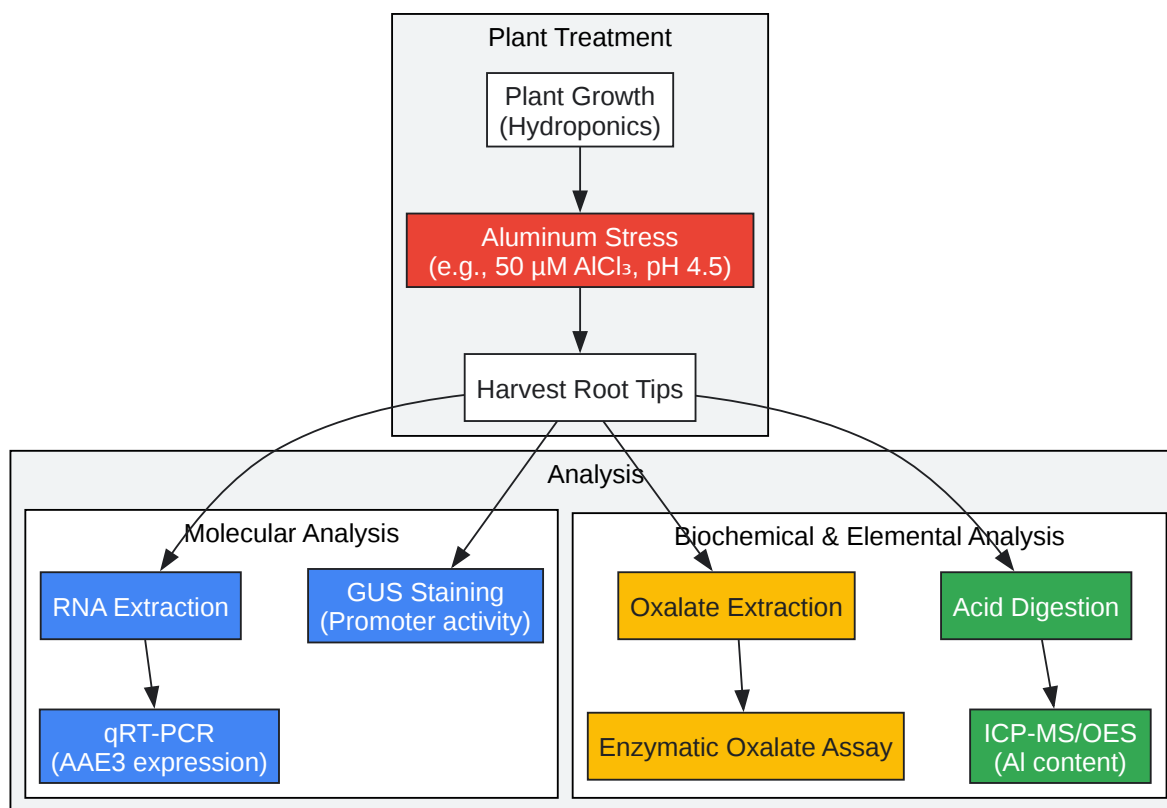 Plant Treatment
Plant Growth
(Hydroponics)
Aluminum Stress
(e.g., 50 µM AlCl₃, pH 4.5)
Harvest Root Tips
Analysis
Molecular Analysis
Biochemical & Elemental Analysis
RNA Extraction
GUS Staining
(Promoter activity)
Oxalate Extraction
Acid Digestion
qRT-PCR
(AAE3 expression)
Enzymatic Oxalate Assay
ICP-MS/OES
(Al content)